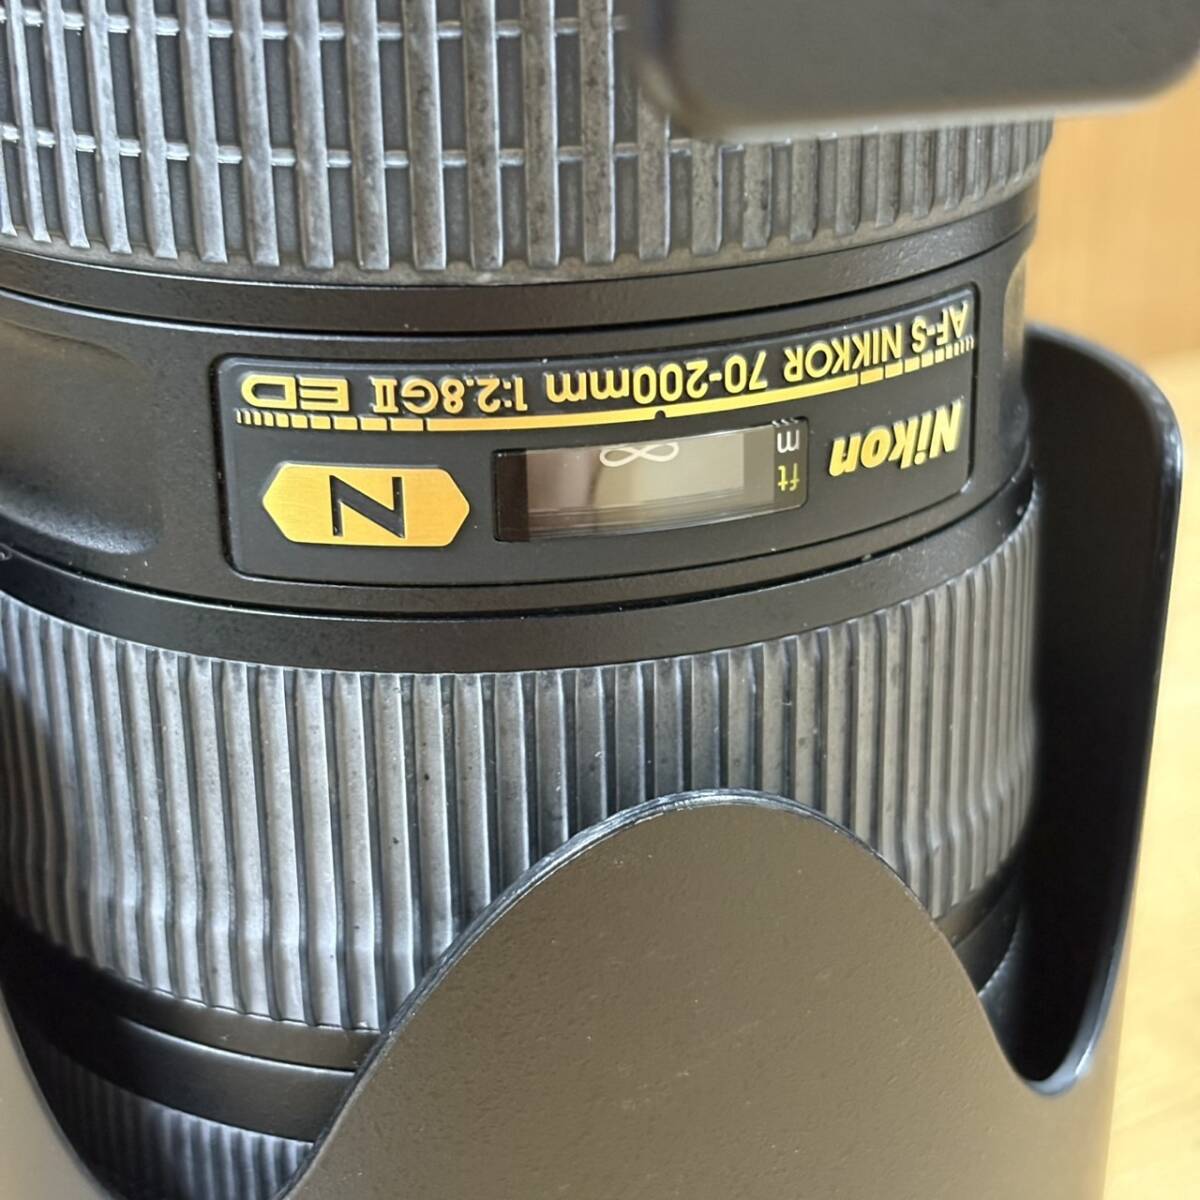 Nikon
AF-S NIKKOR 70-200mm 1:2.8GII ED
ft
m
∞
N